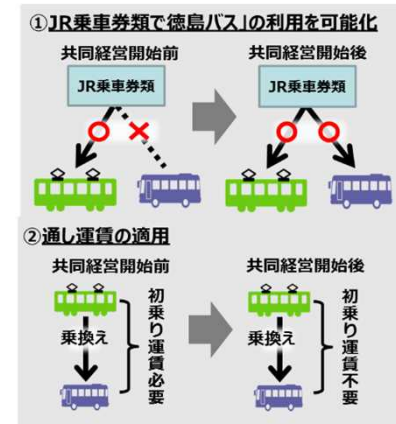 ①JR乗車券類で徳島バス」の利用を可能化
共同経営開始前
共同経営開始後
JR乗車券類
JR乗車券類
②通し運賃の適用
共同経営開始前
共同経営開始後
乗換え
初乗り運賃必要
乗換え
初乗り運賃不要